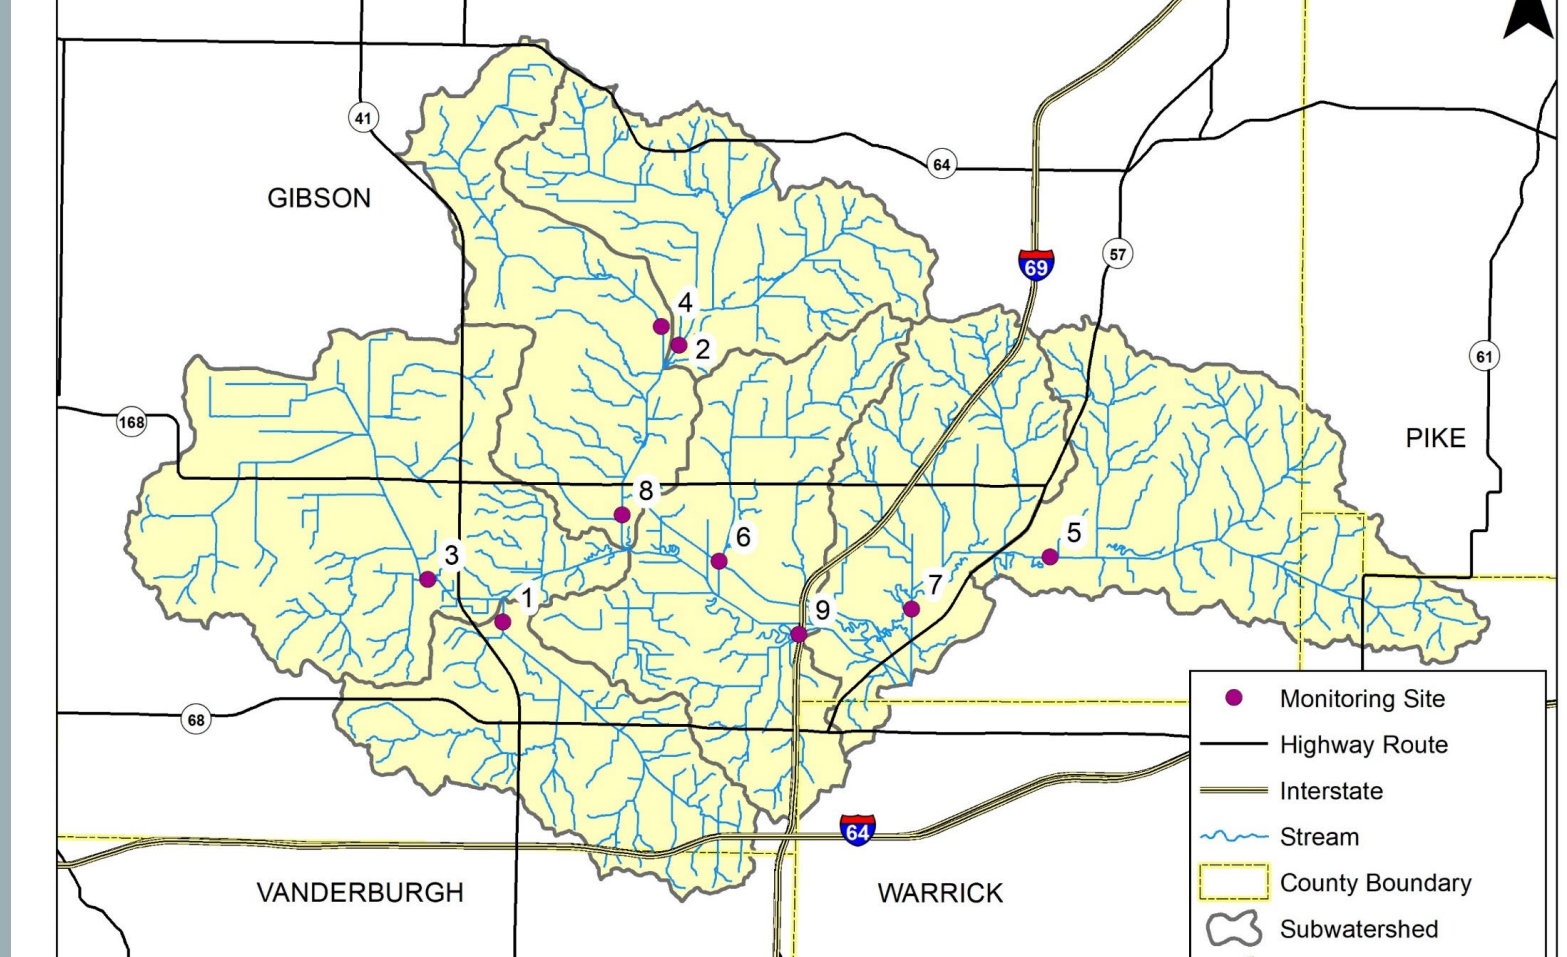 41
64
GIBSON
57
69
4
2
61
168
PIKE
8
5
6
3
7
1
9
Monitoring Site
68
Highway Route
Interstate
64
Stream
County Boundary
VANDERBURGH
WARRICK
Subwatershed